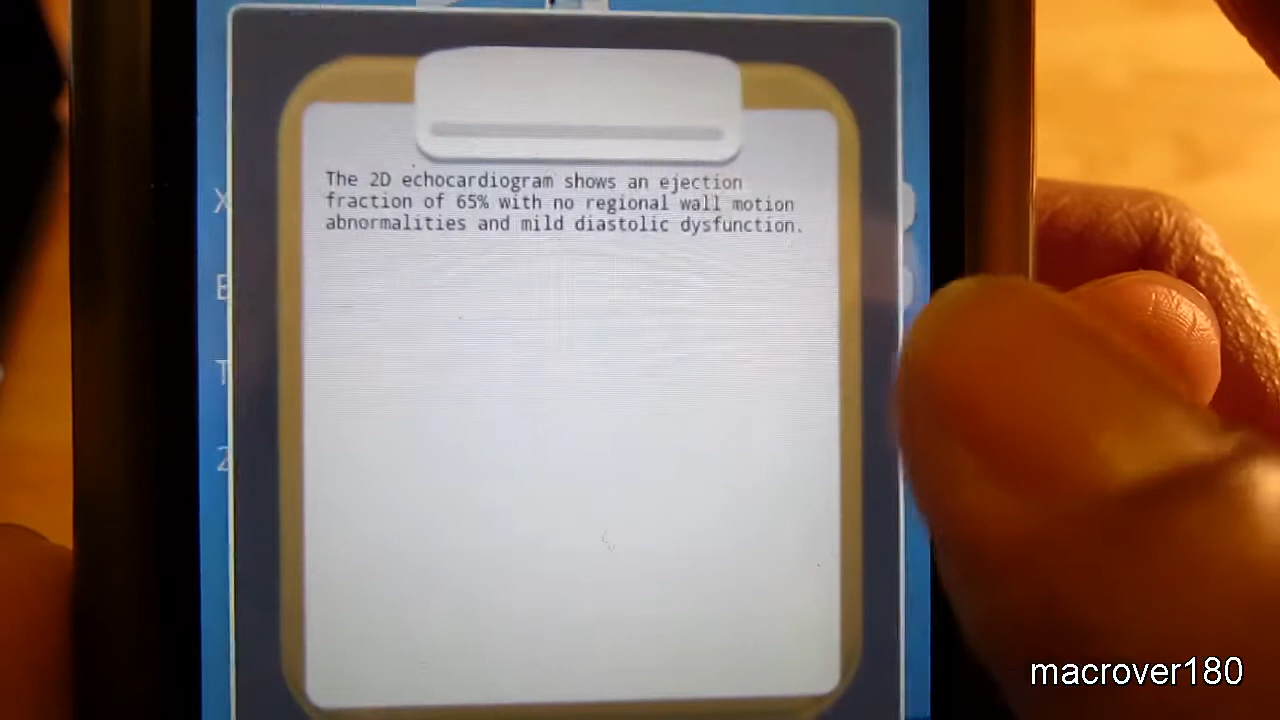 The 2D echocardiogram shows an ejection
fraction of 65% with no regional wall motion
abnormalities and mild diastolic dysfunction.
X
E
T
2
macrover180